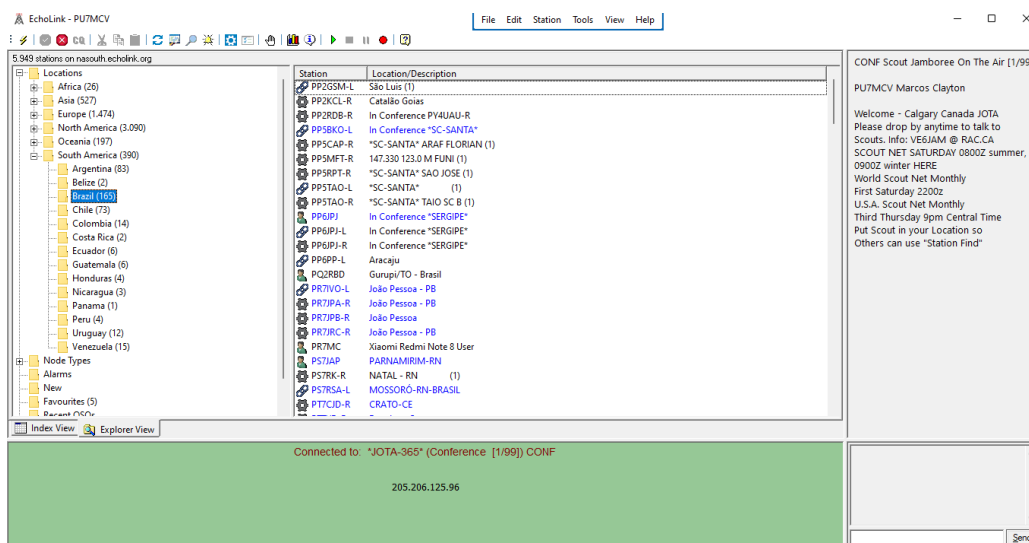 EchoLink - PU7MCV
File Edit Station Tools View Help
5.949 stations on nasouth.echolink.org
Locations
Africa (26)
Asia (527)
Europe (1.474)
North America (3.090)
Oceania (197)
South America (390)
Argentina (83)
Belize (2)
Brazil (165)
Chile (73)
Colombia (14)
Costa Rica (2)
Ecuador (6)
Guatemala (6)
Honduras (4)
Nicaragua (3)
Panama (1)
Peru (4)
Uruguay (12)
Venezuela (15)
Node Types
Alarms
New
Favourites (5)
Recent QSOs
Index View Explorer View
Station Location/Description
PP2GSM-L São Luis (1)
PP2KCL-R Catalão Goias
PP2RDB-R In Conference PY4UAU-R
PP5BKO-L In Conference *SC-SANTA*
PP5CAP-R *SC-SANTA* ARAF FLORIAN (1)
PP5MFT-R 147.330 123.0 M FUNI (1)
PP5RPT-R *SC-SANTA* SAO JOSE (1)
PP5TAO-L *SC-SANTA* (1)
PP5TAO-R *SC-SANTA* TAIO SC B (1)
PP6JPJ In Conference *SERGIPE*
PP6JPJ-L In Conference *SERGIPE*
PP6JPJ-R In Conference *SERGIPE*
PP6PP-L Aracaju
PQ2RBD Gurupi/TO - Brasil
PR7IVO-L João Pessoa - PB
PR7JPA-R João Pessoa - PB
PR7JPB-R João Pessoa
PR7JRC-R João Pessoa - PB
PR7MC Xiaomi Redmi Note 8 User
PS7JAP PARNAMIRIM-RN
PS7RK-R NATAL - RN (1)
PS7RSA-L MOSSORÓ-RN-BRASIL
PT7CJD-R CRATO-CE
CONF Scout Jamboree On The Air [1/99
PU7MCV Marcos Clayton
Welcome - Calgary Canada JOTA
Please drop by anytime to talk to
Scouts. Info: VE6JAM @ RAC.CA
SCOUT NET SATURDAY 0800Z summer,
0900Z winter HERE
World Scout Net Monthly
First Saturday 2200z
U.S.A. Scout Net Monthly
Third Thursday 9pm Central Time
Put Scout in your Location so
Others can use "Station Find"
Connected to: *JOTA-365* (Conference [1/99]) CONF
205.206.125.96
Send